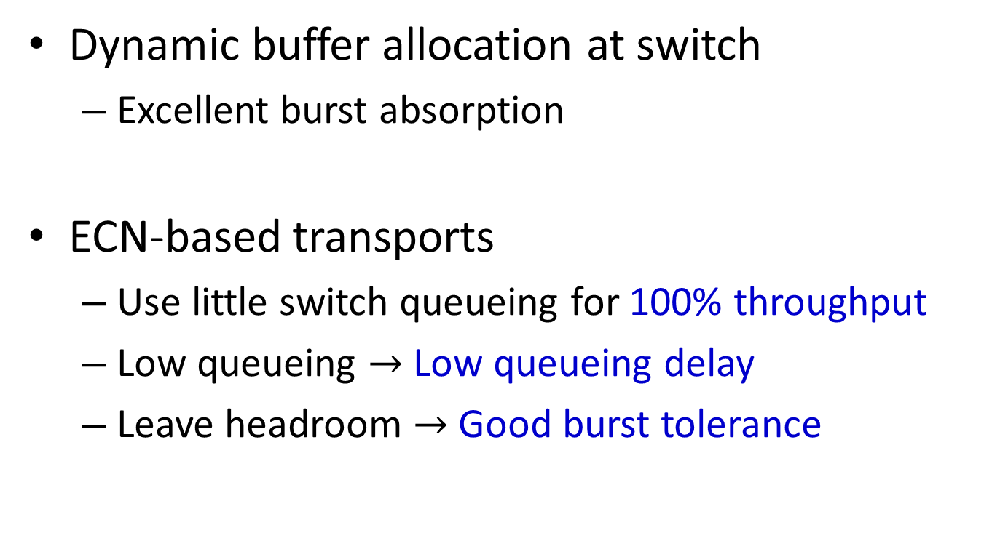 • Dynamic buffer allocation at switch
– Excellent burst absorption
• ECN-based transports
– Use little switch queueing for 100% throughput
– Low queueing → Low queueing delay
– Leave headroom → Good burst tolerance